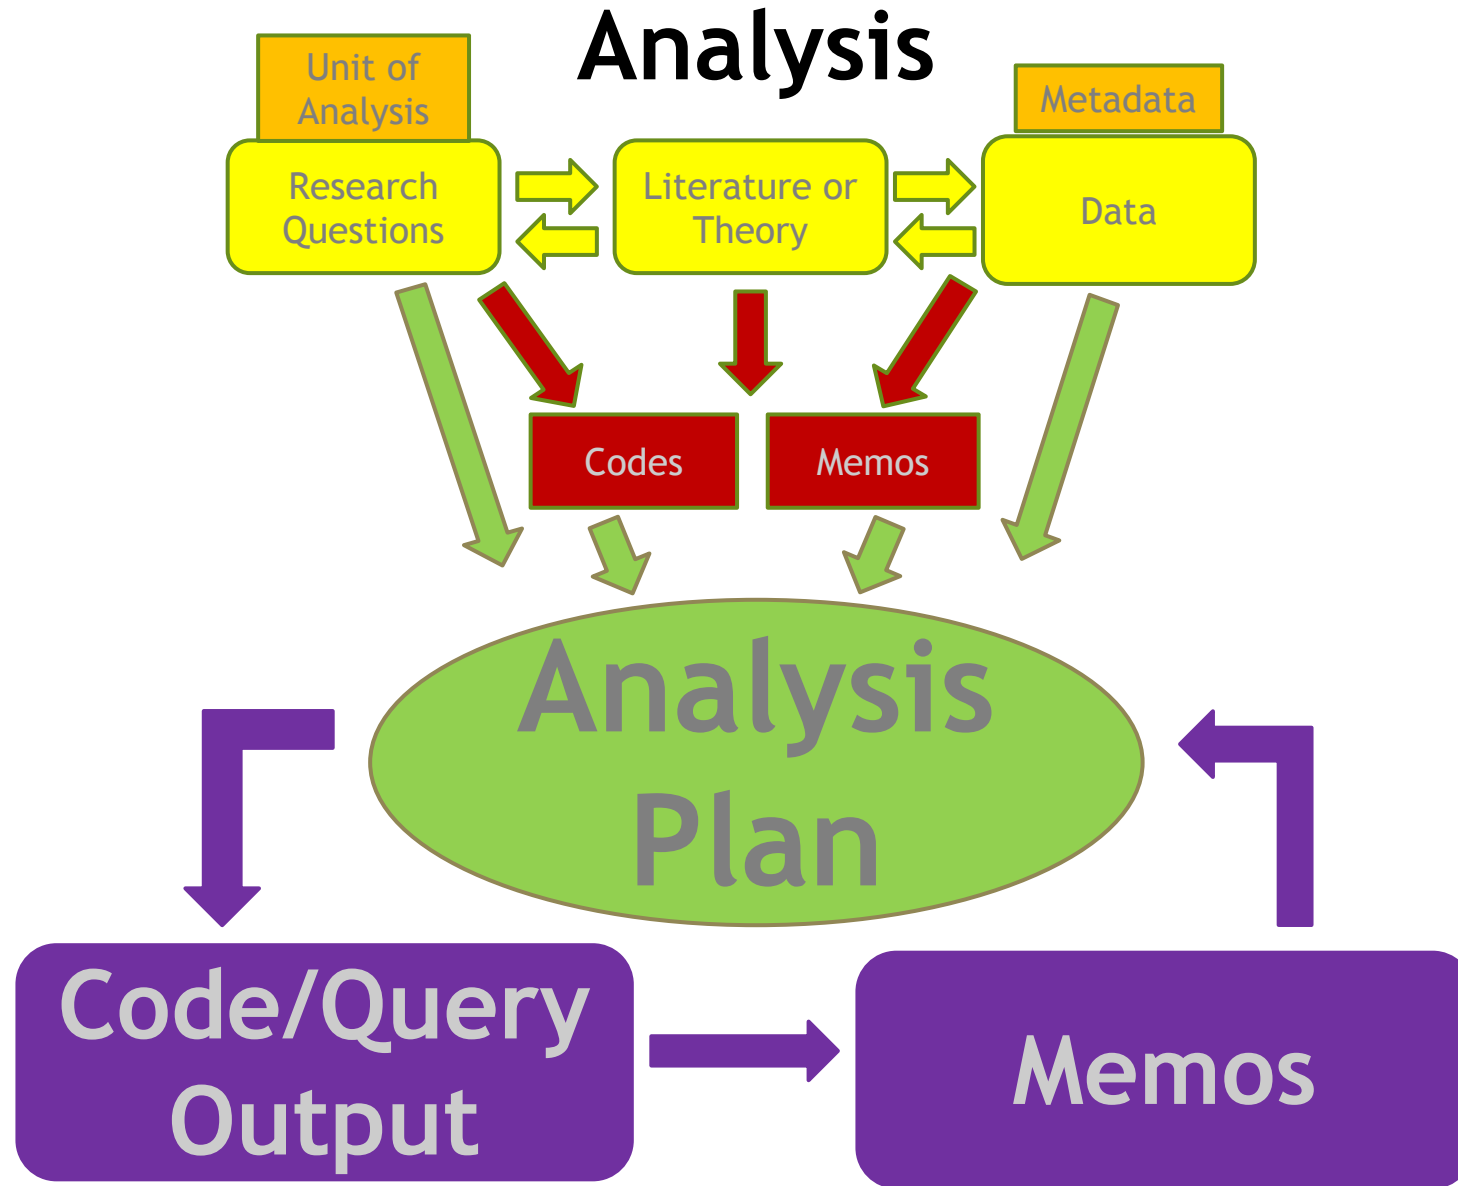 Analysis
Unit of
Analysis
Metadata
Research
Questions
Literature or
Theory
Data
Codes
Memos
Analysis
Plan
Code/Query
Output
Memos